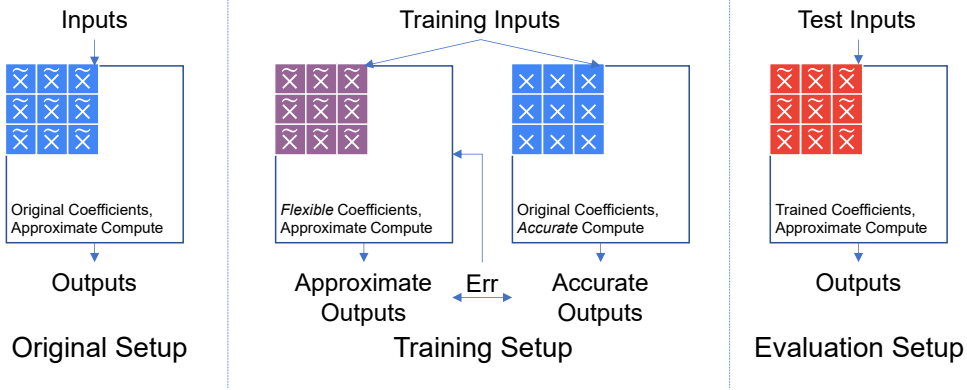 Inputs
×̃ ×̃ ×̃
×̃ ×̃ ×̃
×̃ ×̃ ×̃
Original Coefficients,
Approximate Compute
Outputs
Original Setup
Training Inputs
×̃ ×̃ ×̃
×̃ ×̃ ×̃
×̃ ×̃ ×̃
Flexible Coefficients,
Approximate Compute
× × ×
× × ×
× × ×
Original Coefficients,
Accurate Compute
Approximate
Outputs
Err
Accurate
Outputs
Training Setup
Test Inputs
×̃ ×̃ ×̃
×̃ ×̃ ×̃
×̃ ×̃ ×̃
Trained Coefficients,
Approximate Compute
Outputs
Evaluation Setup